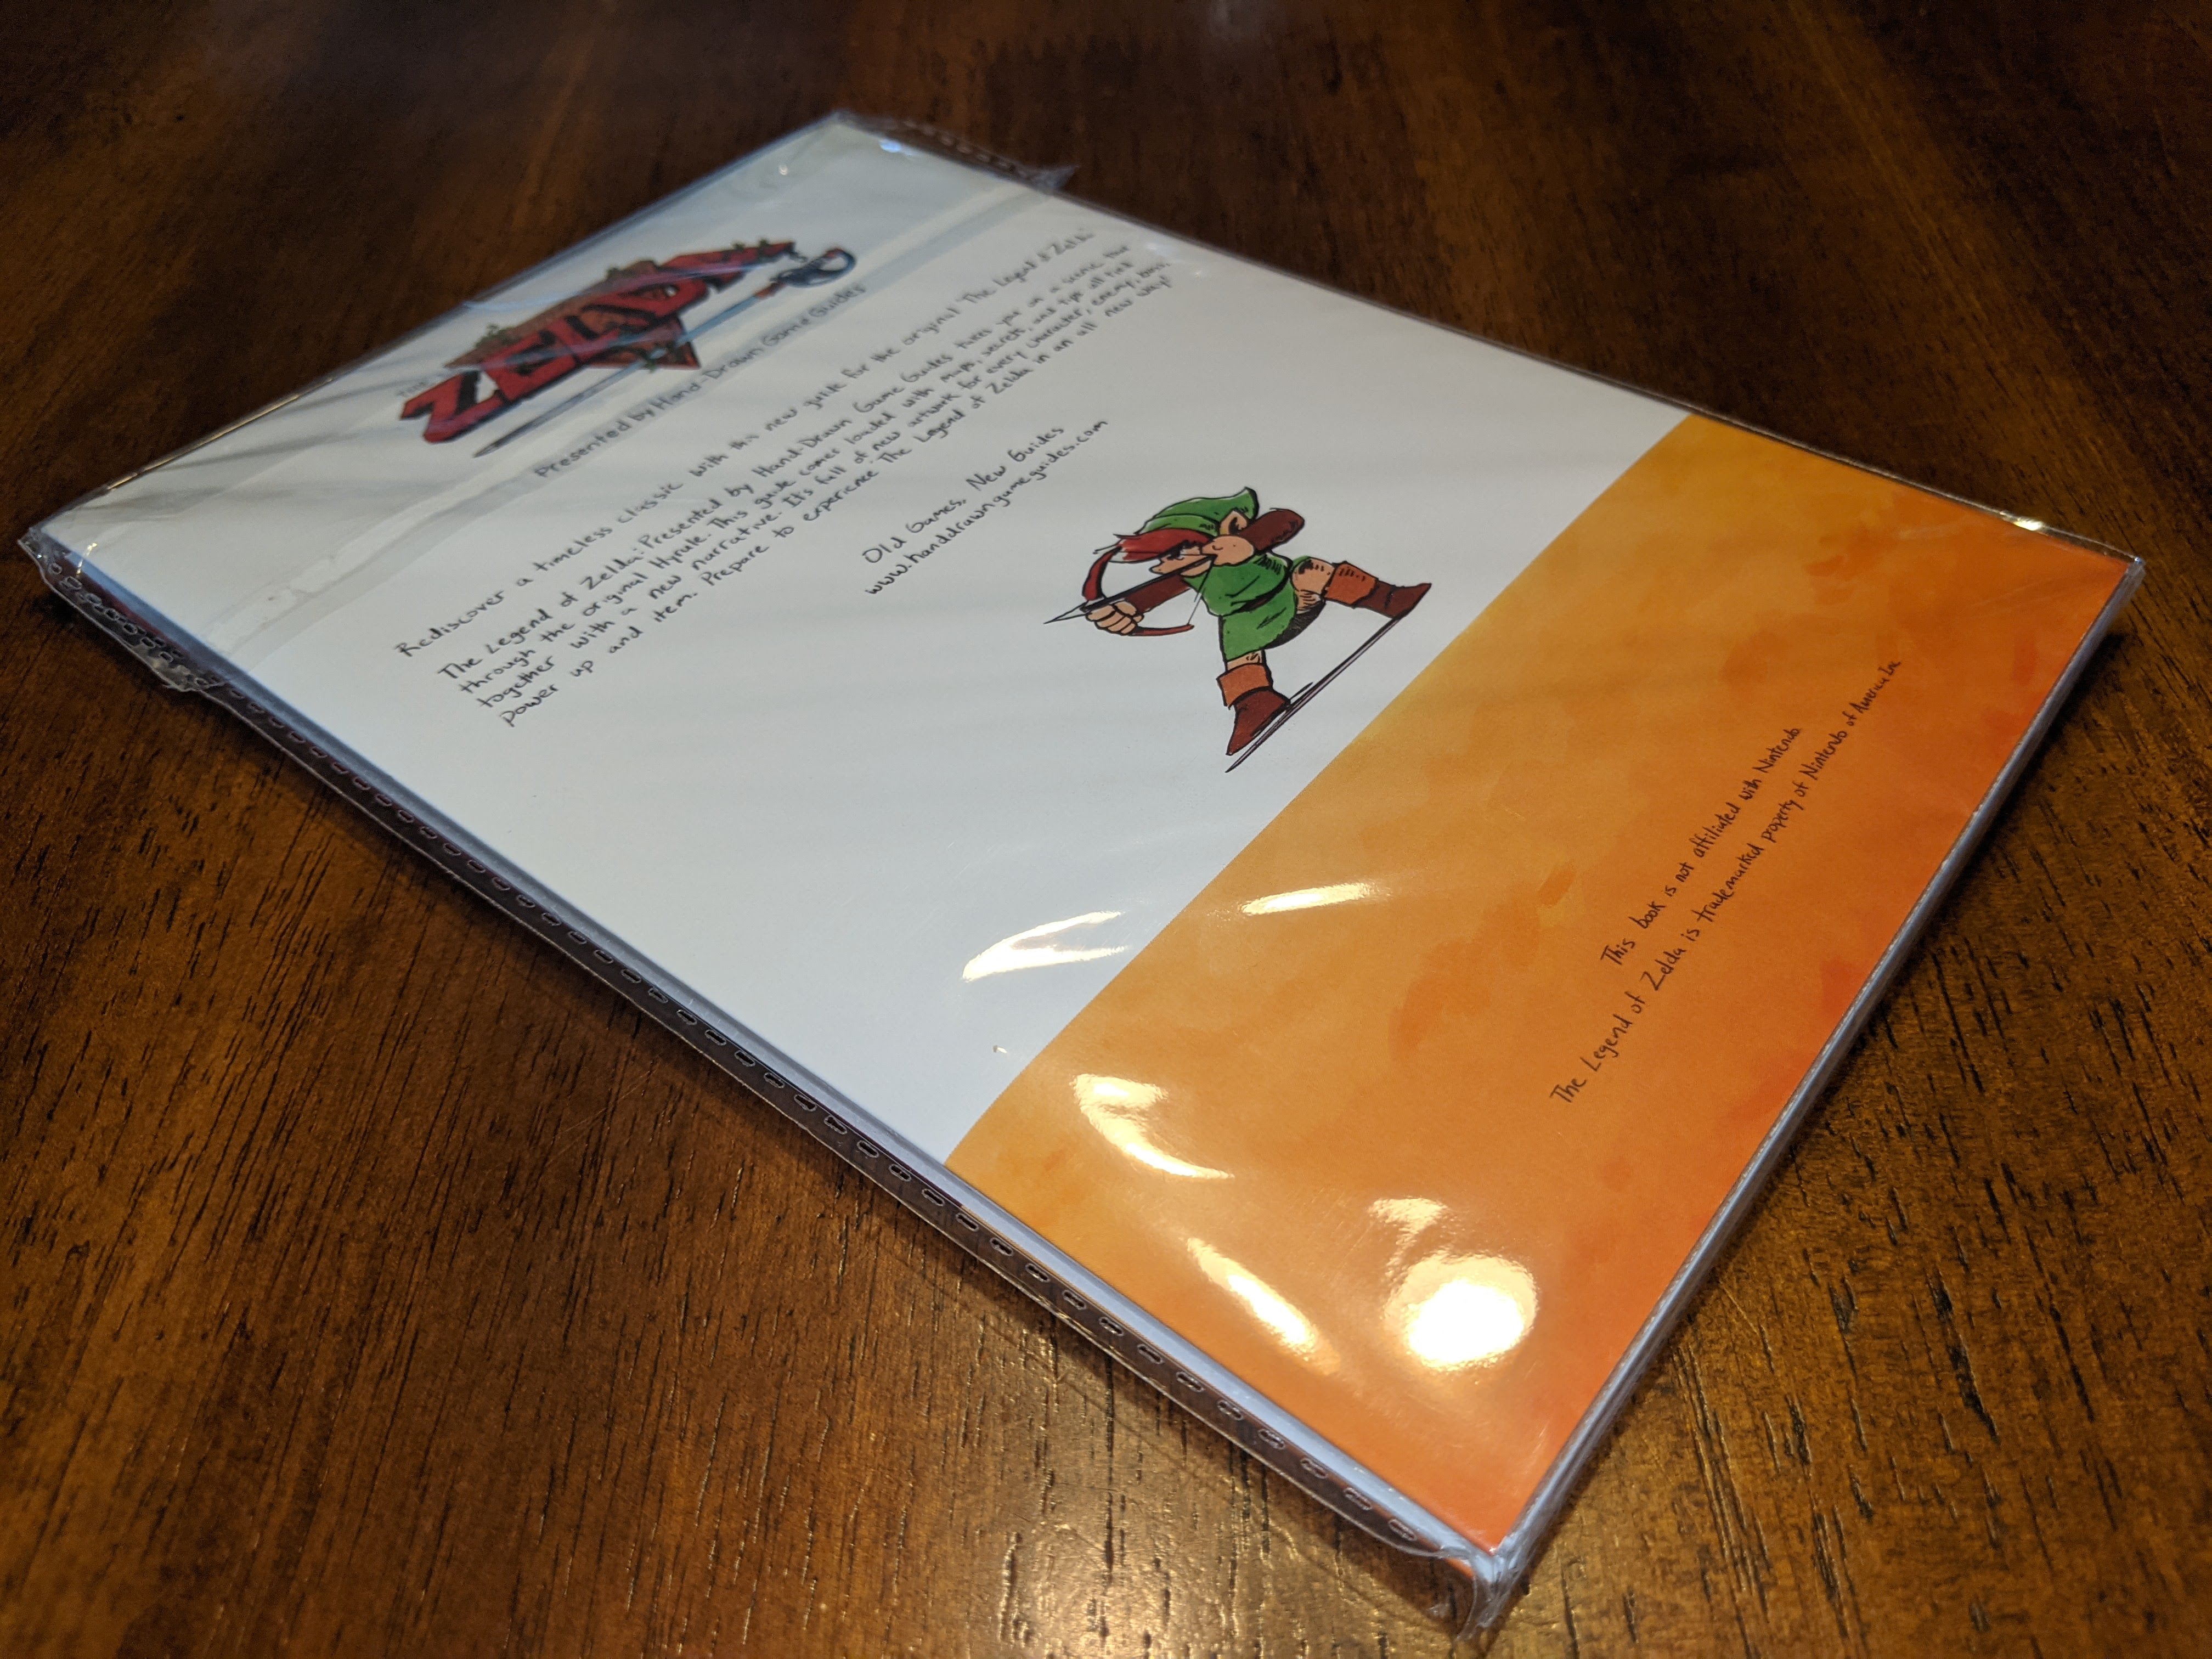 THE
ZELDA
Presented by Hand-Drawn Game Guides
Rediscover a timeless classic with this new guide for the original The Legend of Zelda.
The Legend of Zelda: Presented by Hand-Drawn Game Guides takes you on a scenic tour
through the original Hyrule. This guide comes loaded with maps, secrets, and tips all tied
together with a new narrative. It's full of new artwork for every character, enemy, boss,
power up and item. Prepare to experience The Legend of Zelda in an all new way!
Old Games, New Guides
www.handdrawngameguides.com
This book is not affiliated with Nintendo.
The Legend of Zelda is trademarked property of Nintendo of America Inc